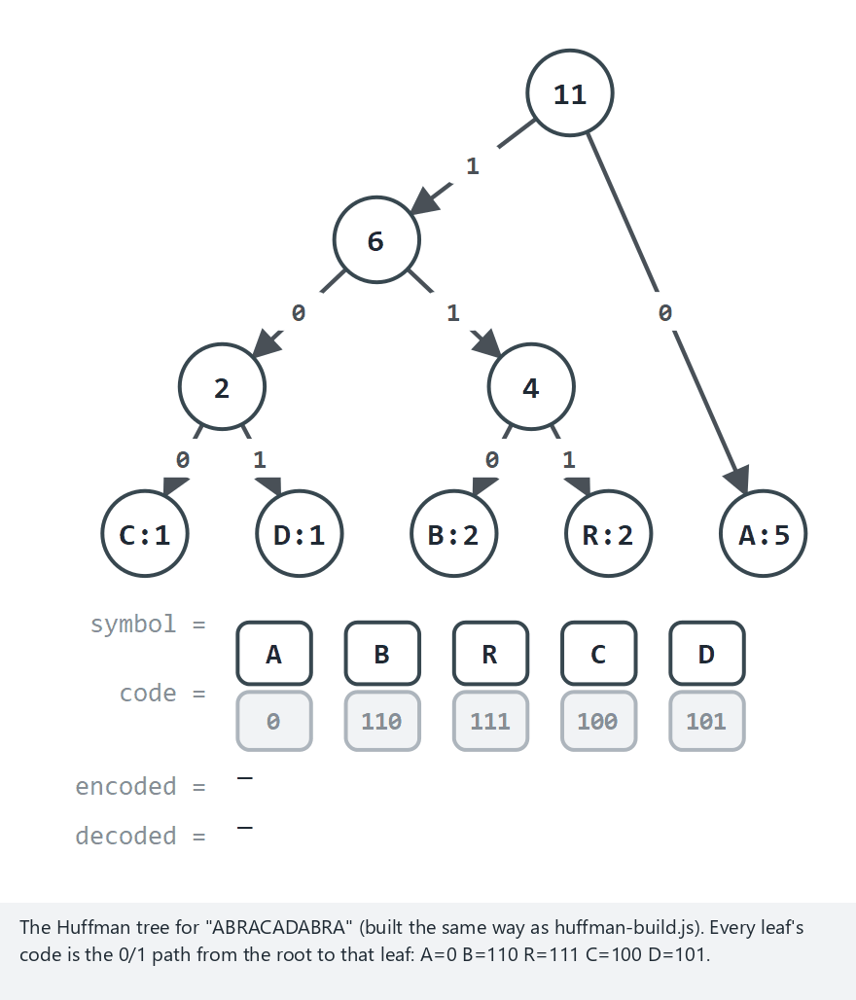 11
1
6
0
1
0
2
4
0
1
0
1
C:1
D:1
B:2
R:2
A:5
symbol =
A
B
R
C
D
code =
0
110
111
100
101
encoded =
—
decoded =
—
The Huffman tree for "ABRACADABRA" (built the same way as huffman-build.js). Every leaf's
code is the 0/1 path from the root to that leaf: A=0 B=110 R=111 C=100 D=101.